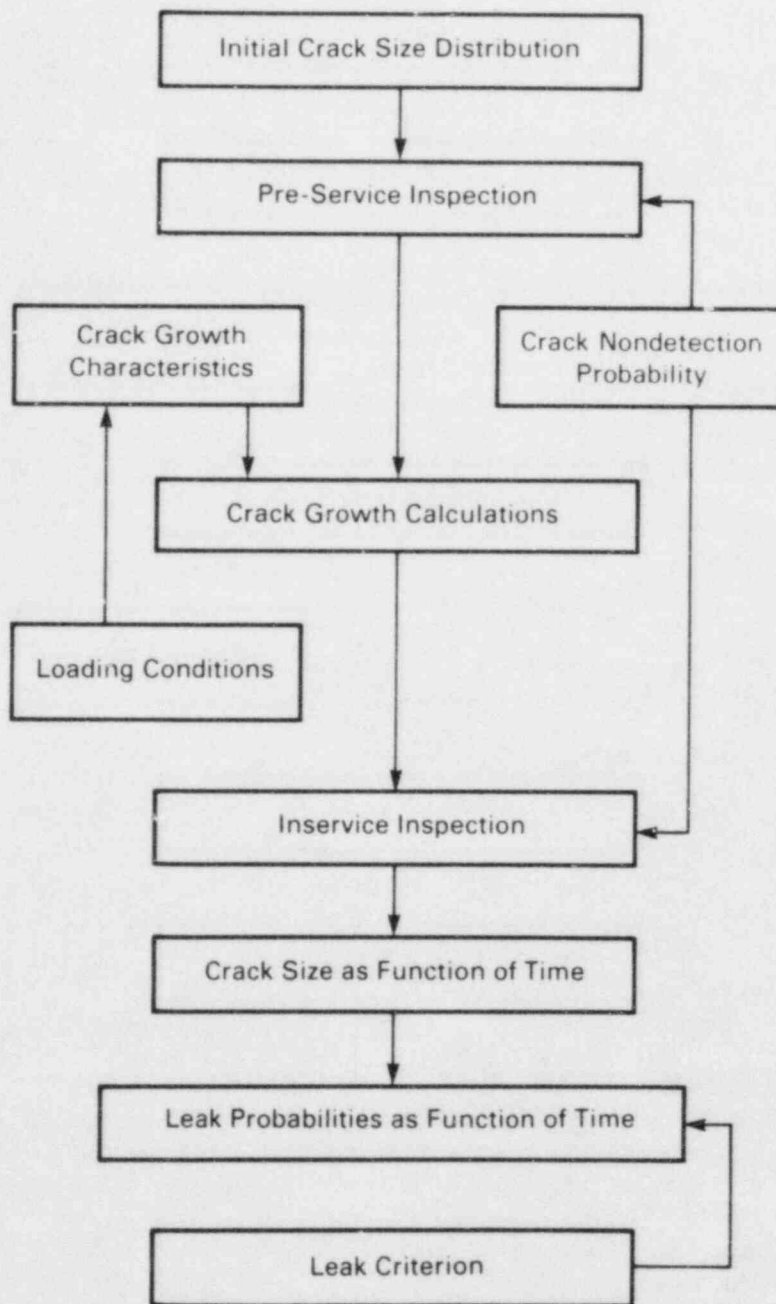 Initial Crack Size Distribution
Pre-Service Inspection
Crack Growth
Characteristics
Crack Nondetection
Probability
Crack Growth Calculations
Loading Conditions
Inservice Inspection
Crack Size as Function of Time
Leak Probabilities as Function of Time
Leak Criterion